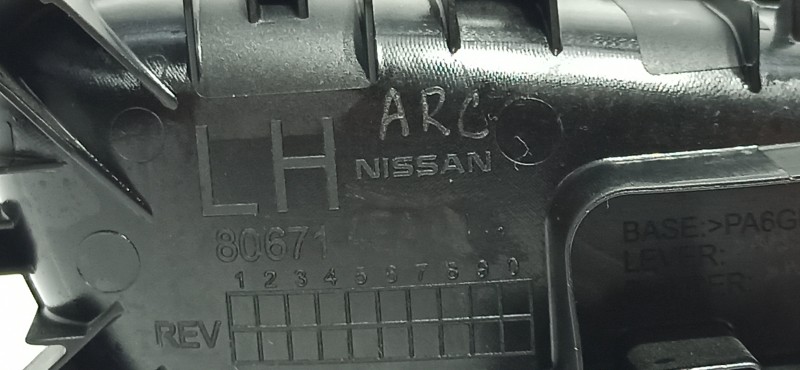 ARC
LH NISSAN
80671
1 2 3 4 5 6 7 8 9 0
REV
BASE:>PA6G
LEVER: